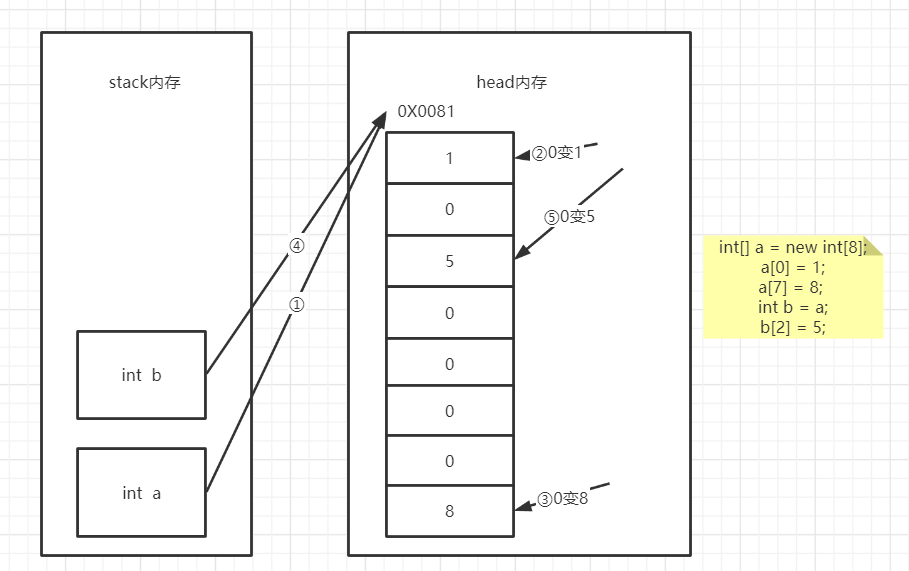 stack内存
head内存
0X0081
1
②0变1
0
⑤0变5
5
④
int[] a = new int[8];
a[0] = 1;
a[7] = 8;
int b = a;
b[2] = 5;
①
0
0
int  b
0
0
int  a
8
③0变8